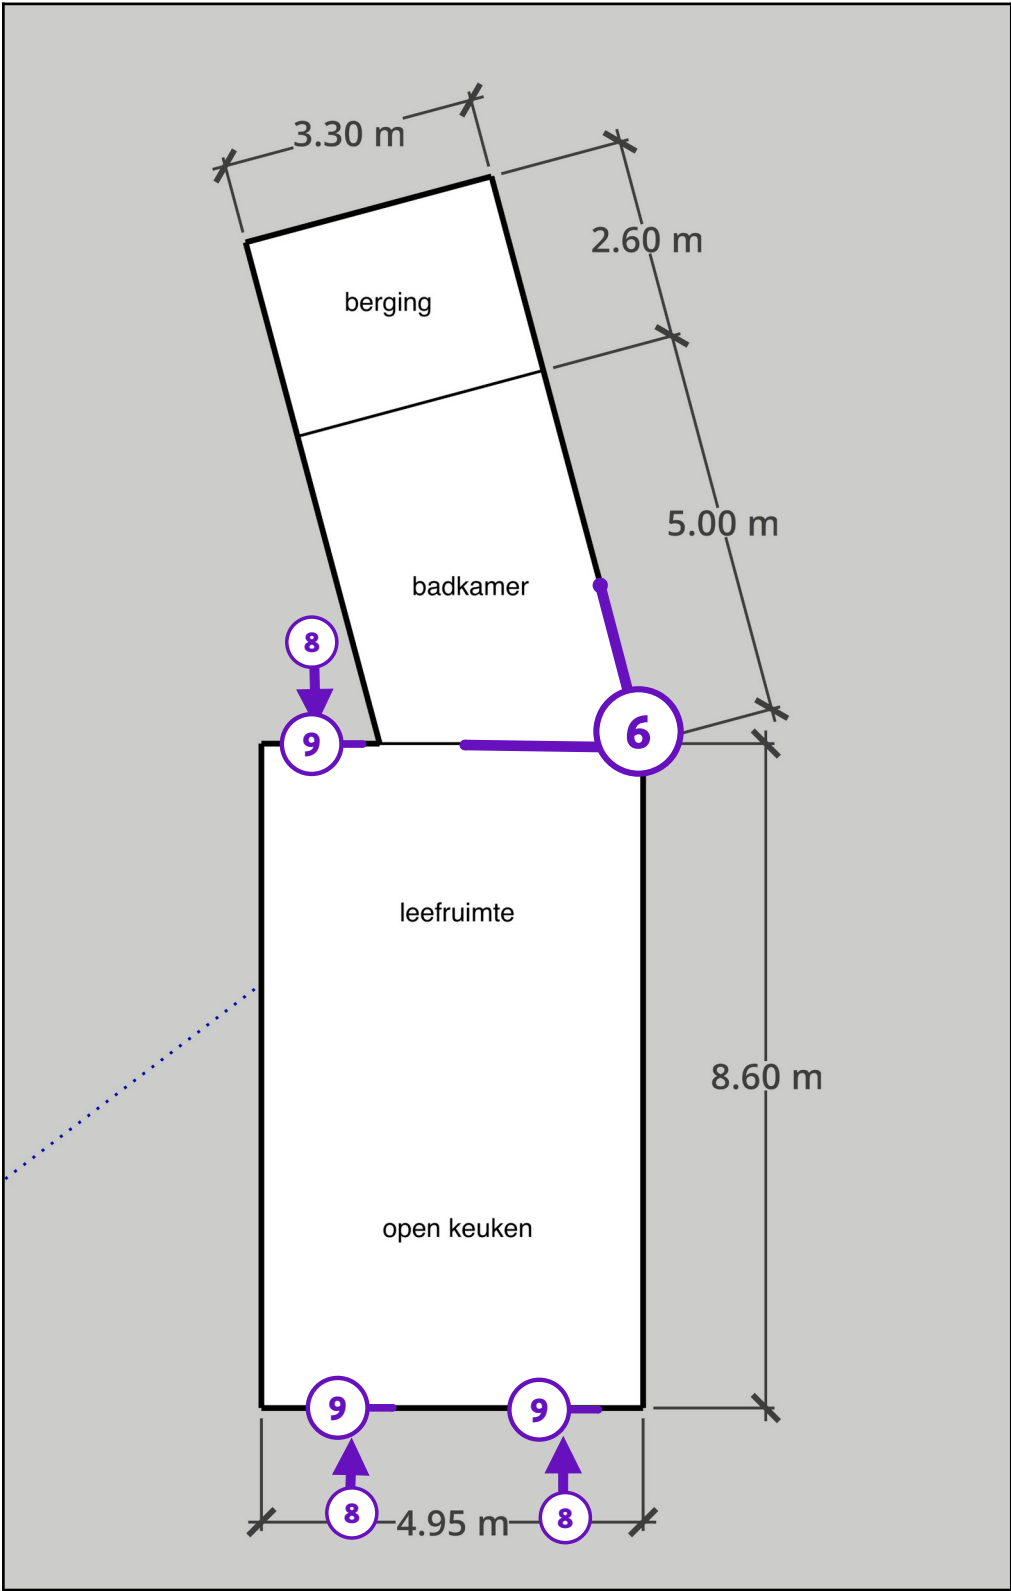 3.30 m
2.60 m
berging
5.00 m
badkamer
8
6
9
leefruimte
8.60 m
open keuken
9
9
8
4.95 m
8